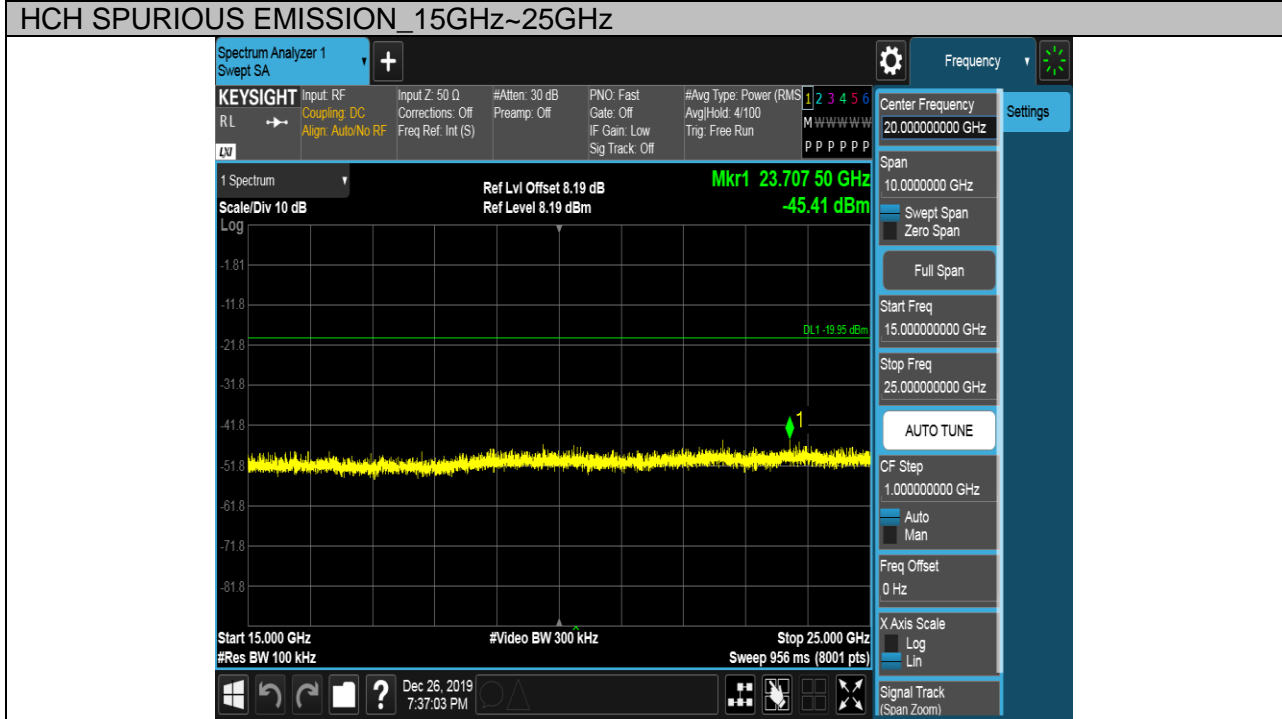 HCH SPURIOUS EMISSION_15GHz~25GHz
Spectrum Analyzer 1
Swept SA
Frequency
KEYSIGHT
RL
LXI
Input: RF
Coupling: DC
Align: Auto/No RF
Input Z: 50 Ω
Corrections: Off
Freq Ref: Int (S)
#Atten: 30 dB
Preamp: Off
PNO: Fast
Gate: Off
IF Gain: Low
Sig Track: Off
#Avg Type: Power (RMS
Avg|Hold: 4/100
Trig: Free Run
1 2 3 4 5 6
M W W W W W
P P P P P P
1 Spectrum
Scale/Div 10 dB
Log
Ref Lvl Offset 8.19 dB
Ref Level 8.19 dBm
Mkr1 23.707 50 GHz
-45.41 dBm
-1.81
-11.8
DL1 -19.95 dBm
-21.8
-31.8
-41.8
1
-51.8
-61.8
-71.8
-81.8
Start 15.000 GHz
#Video BW 300 kHz
Stop 25.000 GHz
#Res BW 100 kHz
Sweep 956 ms (8001 pts)
Center Frequency
20.000000000 GHz
Settings
Span
10.0000000 GHz
Swept Span
Zero Span
Full Span
Start Freq
15.000000000 GHz
Stop Freq
25.000000000 GHz
AUTO TUNE
CF Step
1.000000000 GHz
Auto
Man
Freq Offset
0 Hz
X Axis Scale
Log
Lin
Signal Track
(Span Zoom)
?
Dec 26, 2019
7:37:03 PM